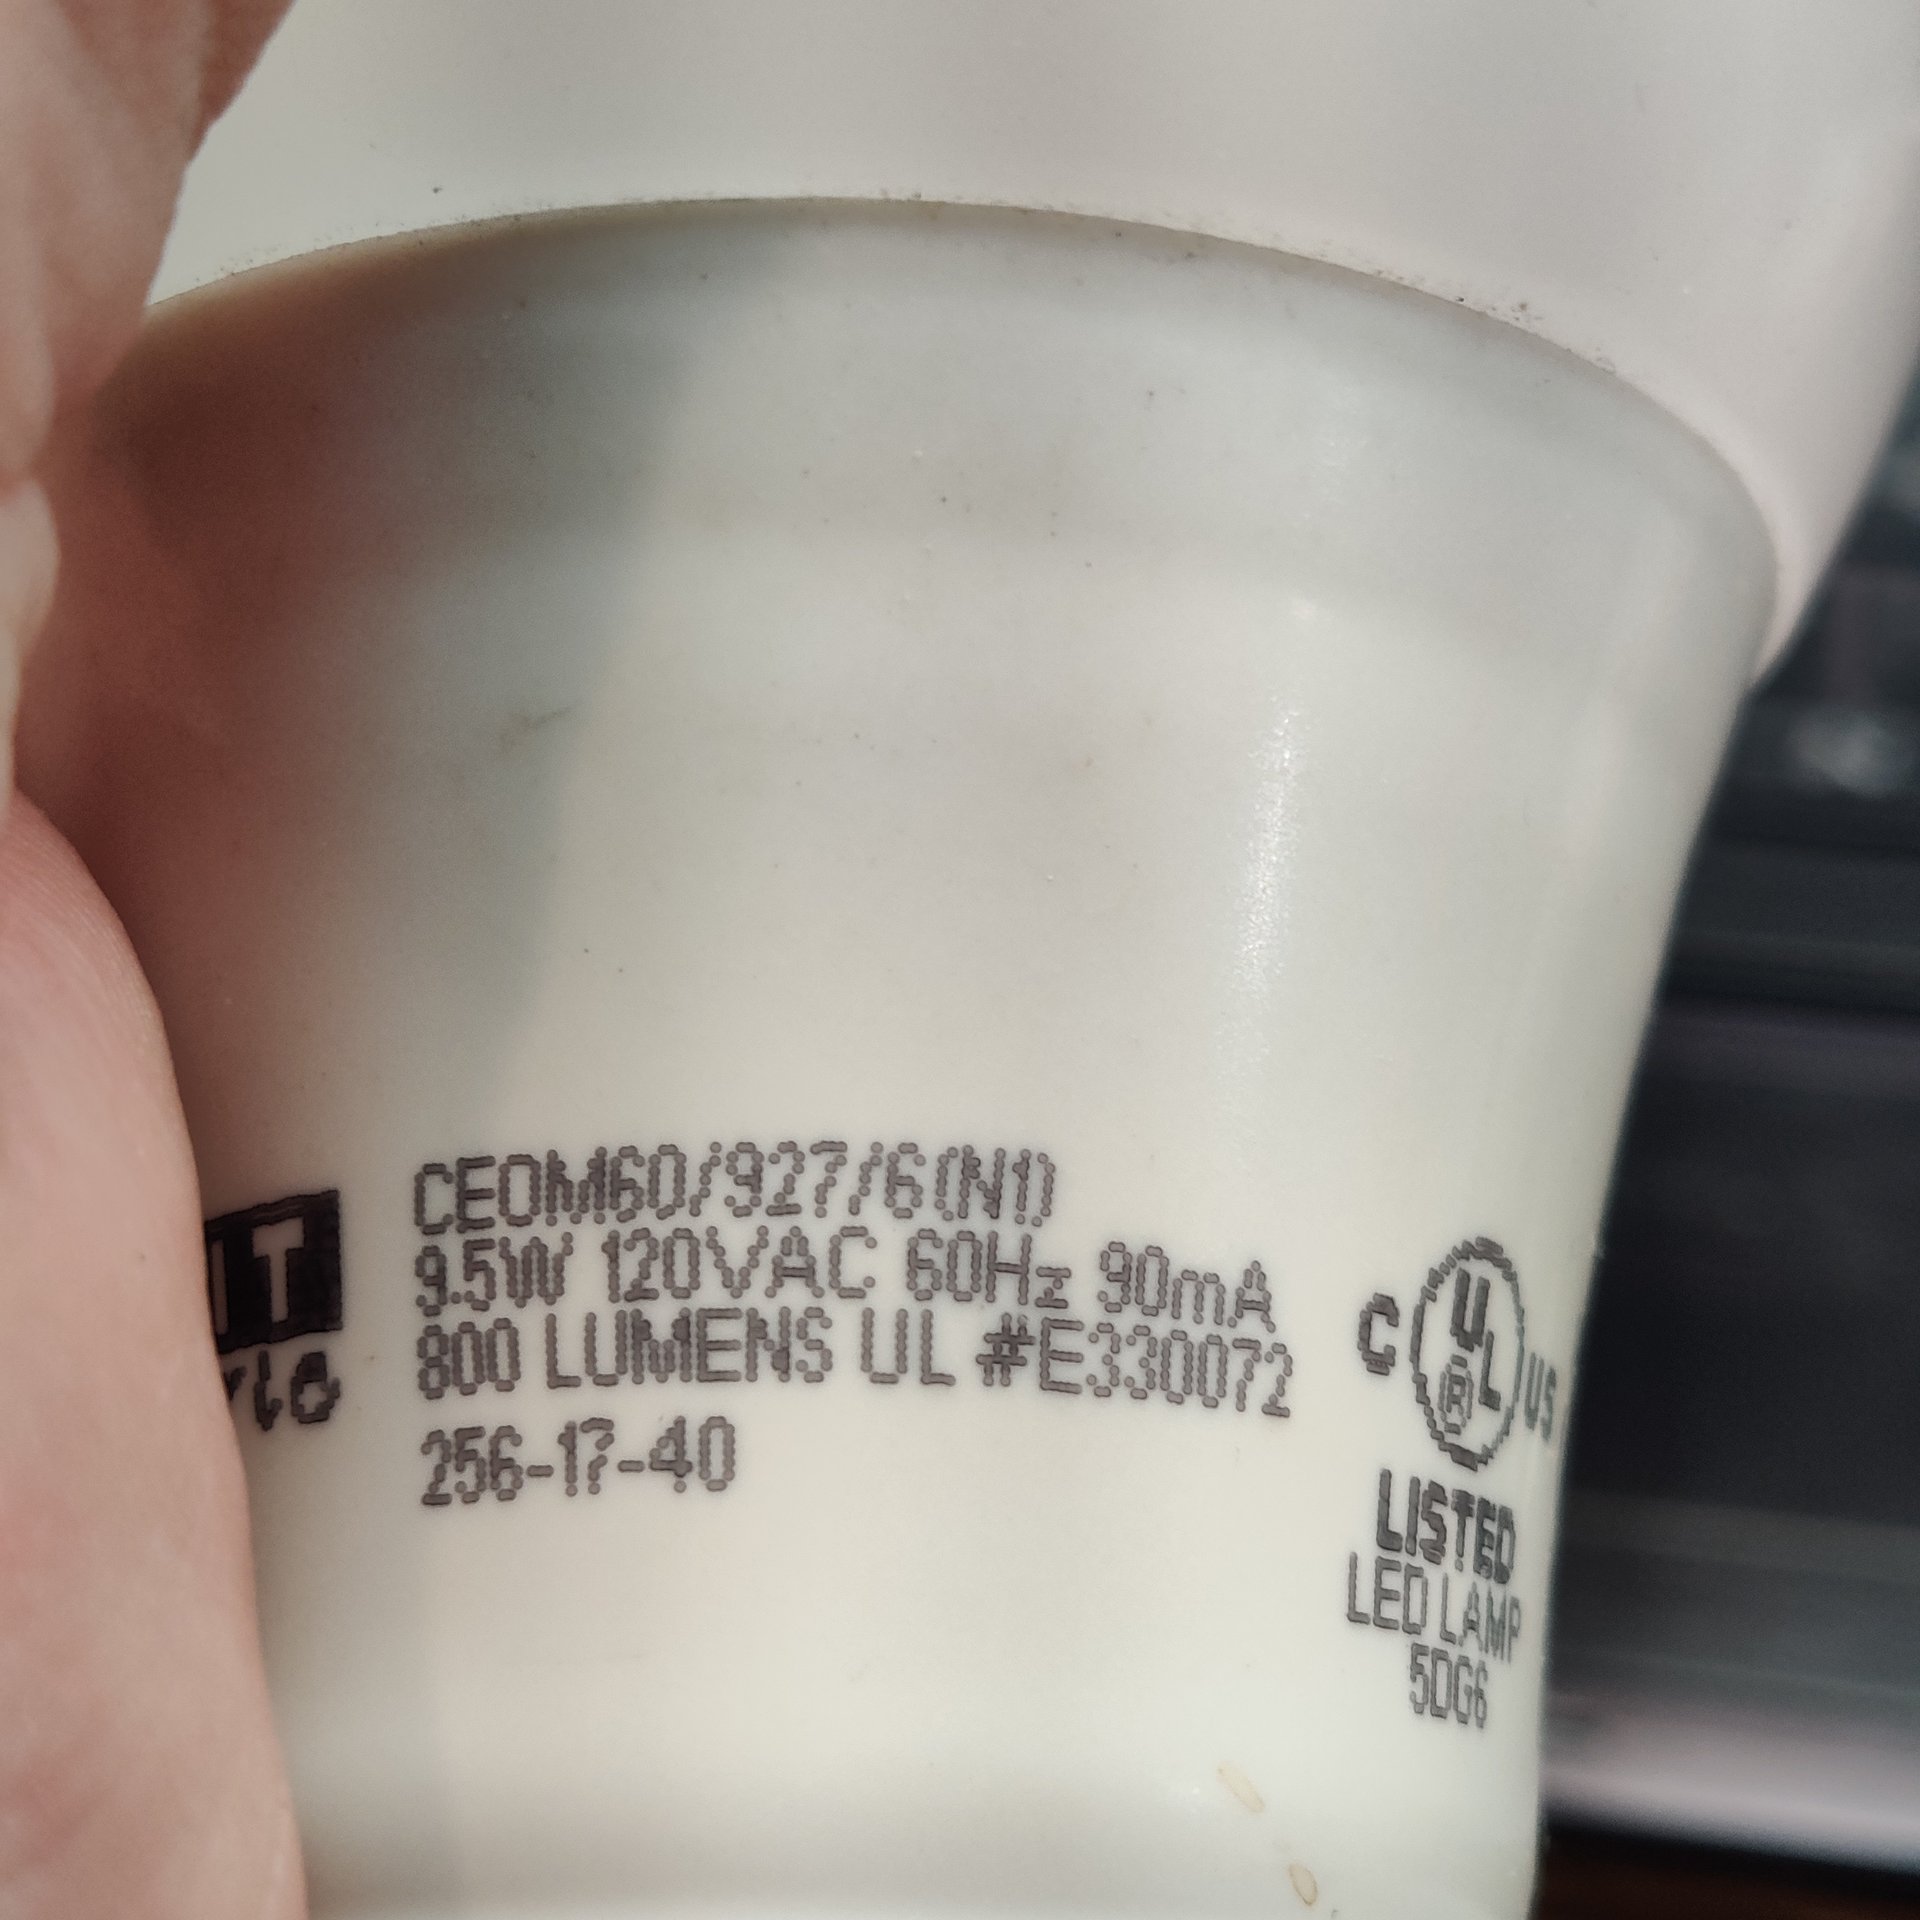 CEOM60/927/6(N1)
9.5W 120VAC 60Hz 90mA
800 LUMENS UL #E330072
256-17-40
C UL® US
LISTED
LED LAMP
5DG6